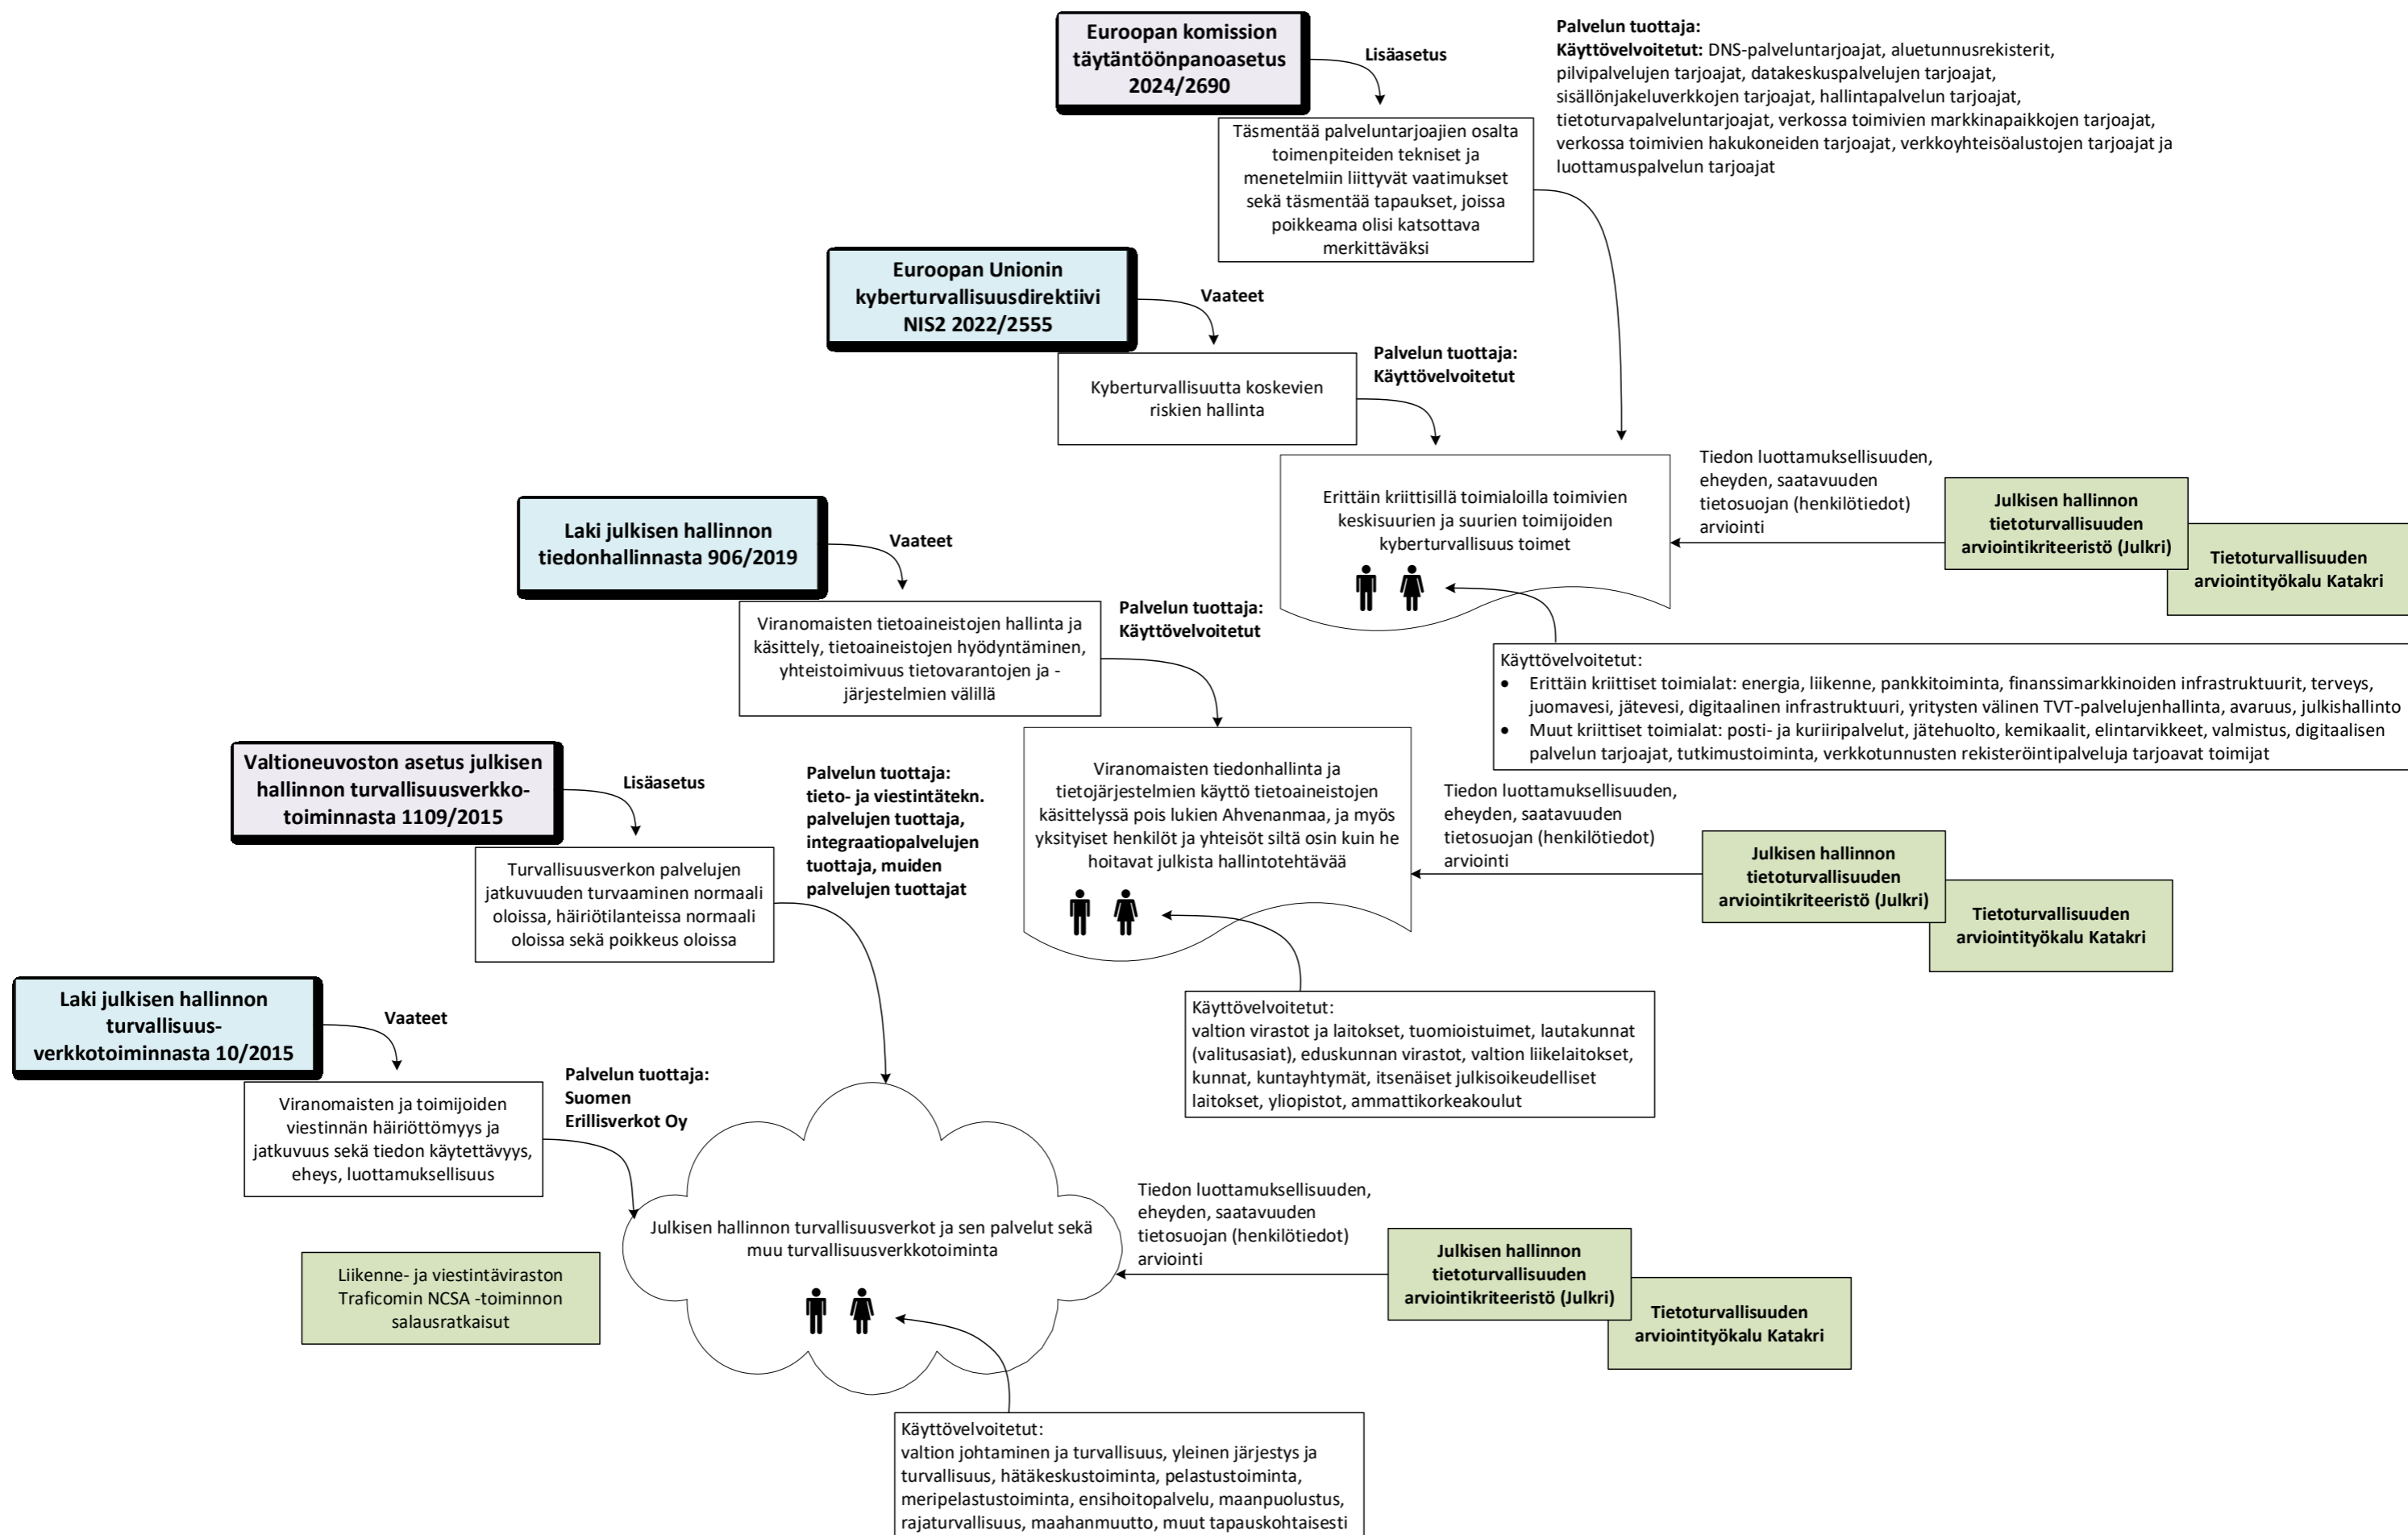 Euroopan komission
täytäntöönpanoasetus
2024/2690
Lisäasetus
Palvelun tuottaja:
Käyttövelvoitetut: DNS-palveluntarjoajat, aluetunnusrekisterit,
pilvipalvelujen tarjoajat, datakeskuspalvelujen tarjoajat,
sisällönjakeluverkkojen tarjoajat, hallintapalvelun tarjoajat,
tietoturvapalveluntarjoajat, verkossa toimivien markkinapaikkojen tarjoajat,
verkossa toimivien hakukoneiden tarjoajat, verkkoyhteisöalustojen tarjoajat ja
luottamuspalvelun tarjoajat
Täsmentää palveluntarjoajien osalta
toimenpiteiden tekniset ja
menetelmiin liittyvät vaatimukset
sekä täsmentää tapaukset, joissa
poikkeama olisi katsottava
merkittäväksi
Euroopan Unionin
kyberturvallisuusdirektiivi
NIS2 2022/2555
Vaateet
Kyberturvallisuutta koskevien
riskien hallinta
Palvelun tuottaja:
Käyttövelvoitetut
Erittäin kriittisillä toimialoilla toimivien
keskisuurien ja suurien toimijoiden
kyberturvallisuus toimet
Tiedon luottamuksellisuuden,
eheyden, saatavuuden
tietosuojan (henkilötiedot)
arviointi
Julkisen hallinnon
tietoturvallisuuden
arviointikriteeristö (Julkri)
Tietoturvallisuuden
arviointityökalu Katakri
Käyttövelvoitetut:
• Erittäin kriittiset toimialat: energia, liikenne, pankkitoiminta, finanssimarkkinoiden infrastruktuurit, terveys,
juomavesi, jätevesi, digitaalinen infrastruktuuri, yritysten välinen TVT-palvelujenhallinta, avaruus, julkishallinto
• Muut kriittiset toimialat: posti- ja kuriiripalvelut, jätehuolto, kemikaalit, elintarvikkeet, valmistus, digitaalisen
palvelun tarjoajat, tutkimustoiminta, verkkotunnusten rekisteröintipalveluja tarjoavat toimijat
Laki julkisen hallinnon
tiedonhallinnasta 906/2019
Vaateet
Viranomaisten tietoaineistojen hallinta ja
käsittely, tietoaineistojen hyödyntäminen,
yhteistoimivuus tietovarantojen ja -
järjestelmien välillä
Palvelun tuottaja:
Käyttövelvoitetut
Viranomaisten tiedonhallinta ja
tietojärjestelmien käyttö tietoaineistojen
käsittelyssä pois lukien Ahvenanmaa, ja myös
yksityiset henkilöt ja yhteisöt siltä osin kuin he
hoitavat julkista hallintotehtävää
Tiedon luottamuksellisuuden,
eheyden, saatavuuden
tietosuojan (henkilötiedot)
arviointi
Julkisen hallinnon
tietoturvallisuuden
arviointikriteeristö (Julkri)
Tietoturvallisuuden
arviointityökalu Katakri
Käyttövelvoitetut:
valtion virastot ja laitokset, tuomioistuimet, lautakunnat
(valitusasiat), eduskunnan virastot, valtion liikelaitokset,
kunnat, kuntayhtymät, itsenäiset julkisoikeudelliset
laitokset, yliopistot, ammattikorkeakoulut
Valtioneuvoston asetus julkisen
hallinnon turvallisuusverkko-
toiminnasta 1109/2015
Lisäasetus
Turvallisuusverkon palvelujen
jatkuvuuden turvaaminen normaali
oloissa, häiriötilanteissa normaali
oloissa sekä poikkeus oloissa
Palvelun tuottaja:
tieto- ja viestintätekn.
palvelujen tuottaja,
integraatiopalvelujen
tuottaja, muiden
palvelujen tuottajat
Laki julkisen hallinnon
turvallisuus-
verkkotoiminnasta 10/2015
Vaateet
Viranomaisten ja toimijoiden
viestinnän häiriöttömyys ja
jatkuvuus sekä tiedon käytettävyys,
eheys, luottamuksellisuus
Palvelun tuottaja:
Suomen
Erillisverkot Oy
Julkisen hallinnon turvallisuusverkot ja sen palvelut sekä
muu turvallisuusverkkotoiminta
Liikenne- ja viestintäviraston
Traficomin NCSA -toiminnon
salausratkaisut
Tiedon luottamuksellisuuden,
eheyden, saatavuuden
tietosuojan (henkilötiedot)
arviointi
Julkisen hallinnon
tietoturvallisuuden
arviointikriteeristö (Julkri)
Tietoturvallisuuden
arviointityökalu Katakri
Käyttövelvoitetut:
valtion johtaminen ja turvallisuus, yleinen järjestys ja
turvallisuus, hätäkeskustoiminta, pelastustoiminta,
meripelastustoiminta, ensihoitopalvelu, maanpuolustus,
rajaturvallisuus, maahanmuutto, muut tapauskohtaisesti